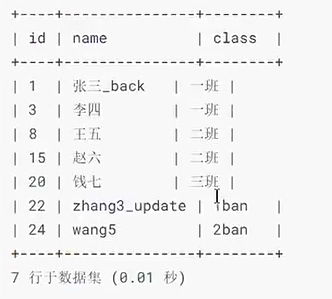 +----+---------------+--------+
| id | name | class |
+----+---------------+--------+
| 1 | 张三_back | 一班 |
| 3 | 李四 | 一班 |
| 8 | 王五 | 二班 |
| 15 | 赵六 | 二班 |
| 20 | 钱七 | 三班 |
| 22 | zhang3_update | 1ban |
| 24 | wang5 | 2ban |
+----+---------------+--------+
7 行于数据集 (0.01 秒)